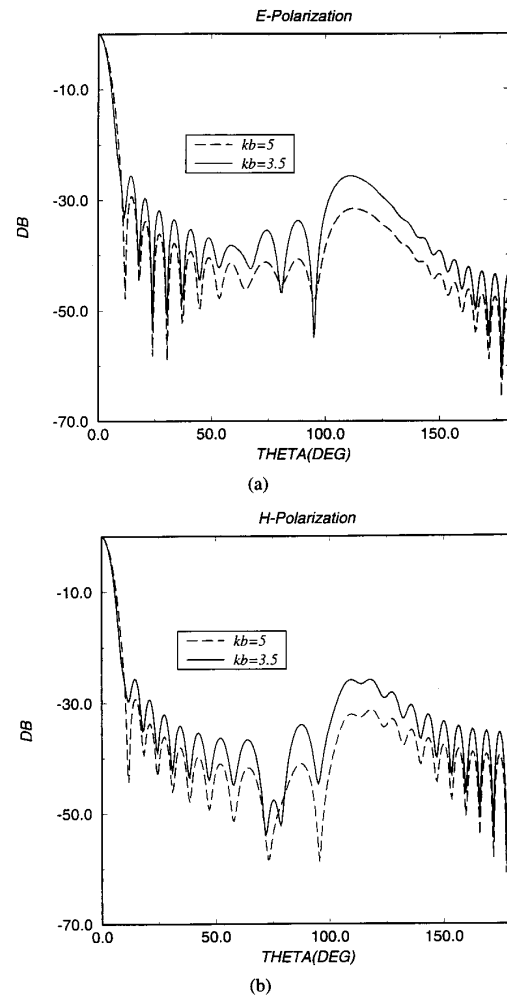 E-Polarization
-10.0
kb=5
kb=3.5
-30.0
DB
-50.0
-70.0
0.0 50.0 100.0 150.0
THETA(DEG)
(a)
H-Polarization
-10.0
kb=5
kb=3.5
-30.0
DB
-50.0
-70.0
0.0 50.0 100.0 150.0
THETA(DEG)
(b)